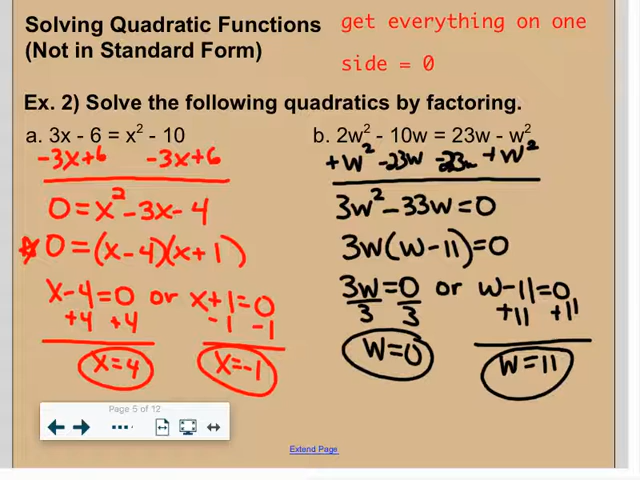 Solving Quadratic Functions
(Not in Standard Form)
get everything on one
side = 0
Ex. 2) Solve the following quadratics by factoring.
a. 3x - 6 = x² - 10
-3x+6 -3x+6
0 = x² - 3x - 4
0 = (x - 4)(x + 1)
x - 4 = 0 or x + 1 = 0
+4 +4 -1 -1
x = 4 x = -1
b. 2w² - 10w = 23w - w²
+w² -23w -23w +w²
3w² - 33w = 0
3w(w - 11) = 0
3w = 0 or w - 11 = 0
3 3 +11 +11
w = 0 w = 11
Page 5 of 12
Extend Page